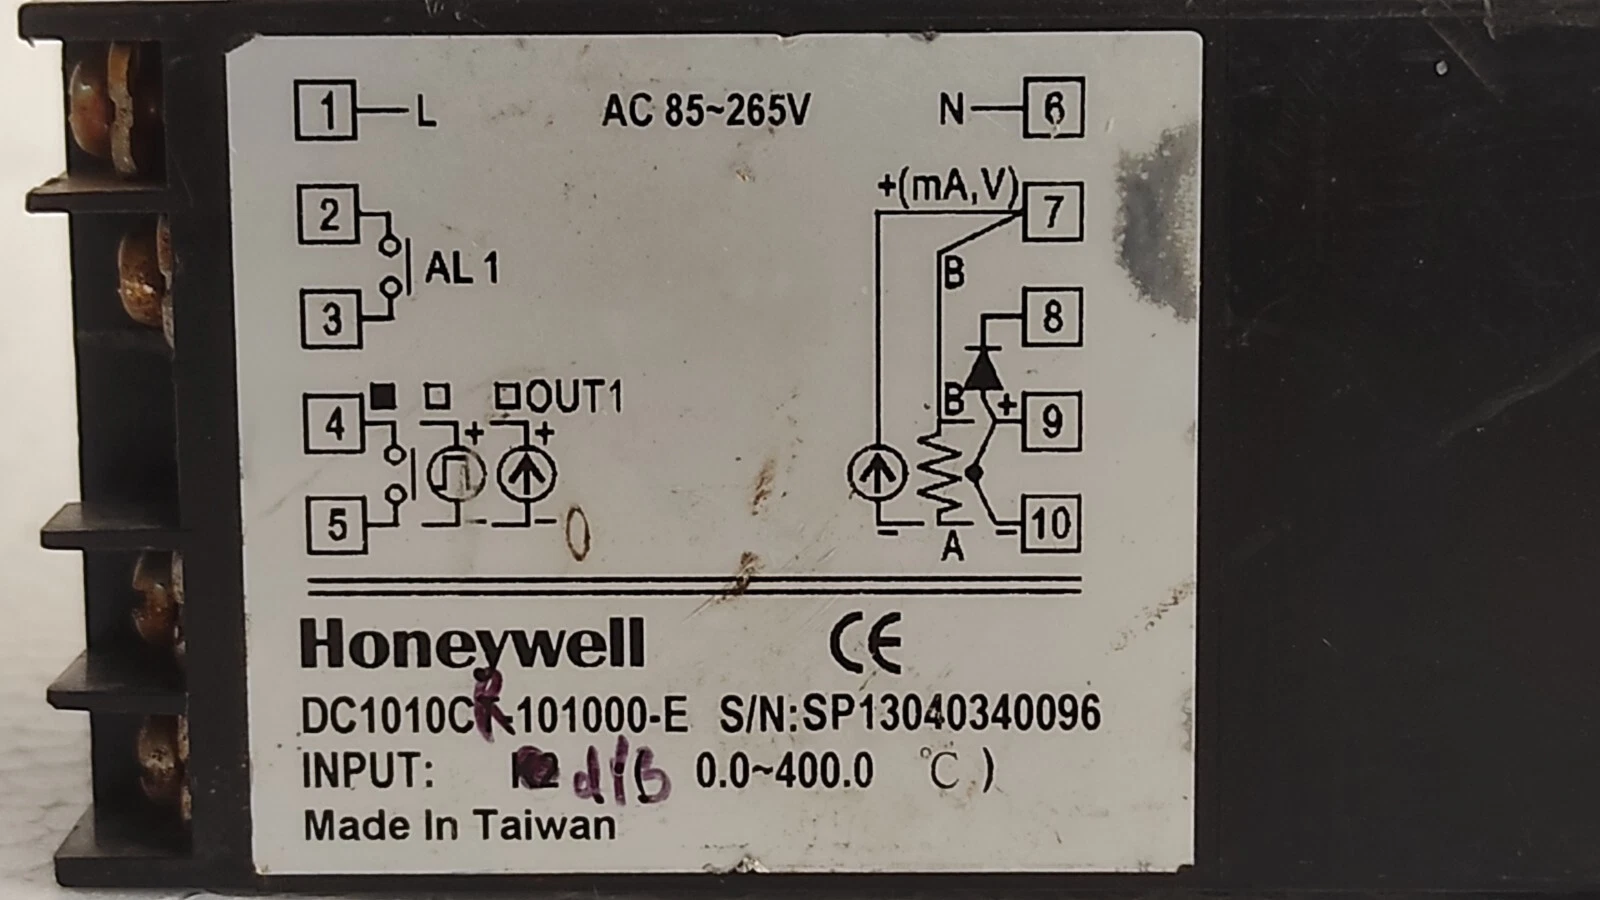 1 L AC 85~265V N 6
2 +(mA,V) 7
B
AL 1
3 8
4 OUT1 B + 9
+ +
5 - - - A - 10
Honeywell CE
DC1010CR-101000-E S/N:SP13040340096
INPUT: 0.0~400.0 ℃ )
Made In Taiwan